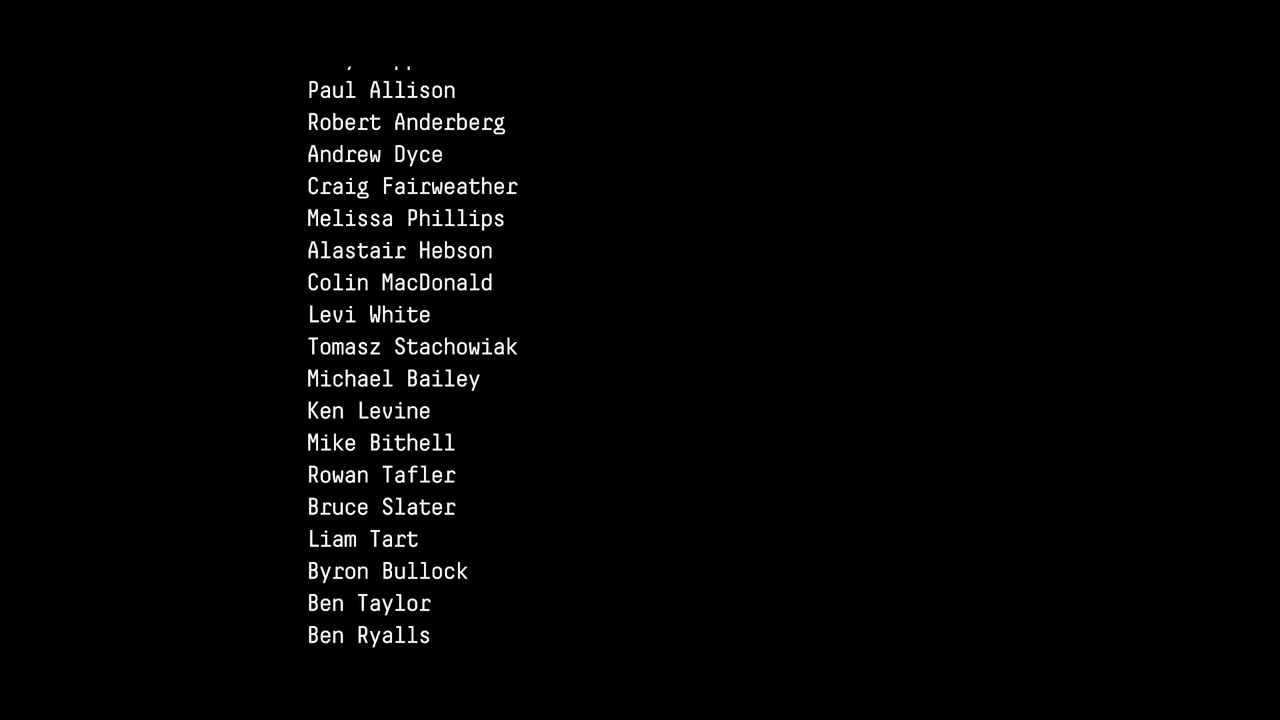 Paul Allison
Robert Anderberg
Andrew Dyce
Craig Fairweather
Melissa Phillips
Alastair Hebson
Colin MacDonald
Levi White
Tomasz Stachowiak
Michael Bailey
Ken Levine
Mike Bithell
Rowan Tafler
Bruce Slater
Liam Tart
Byron Bullock
Ben Taylor
Ben Ryalls